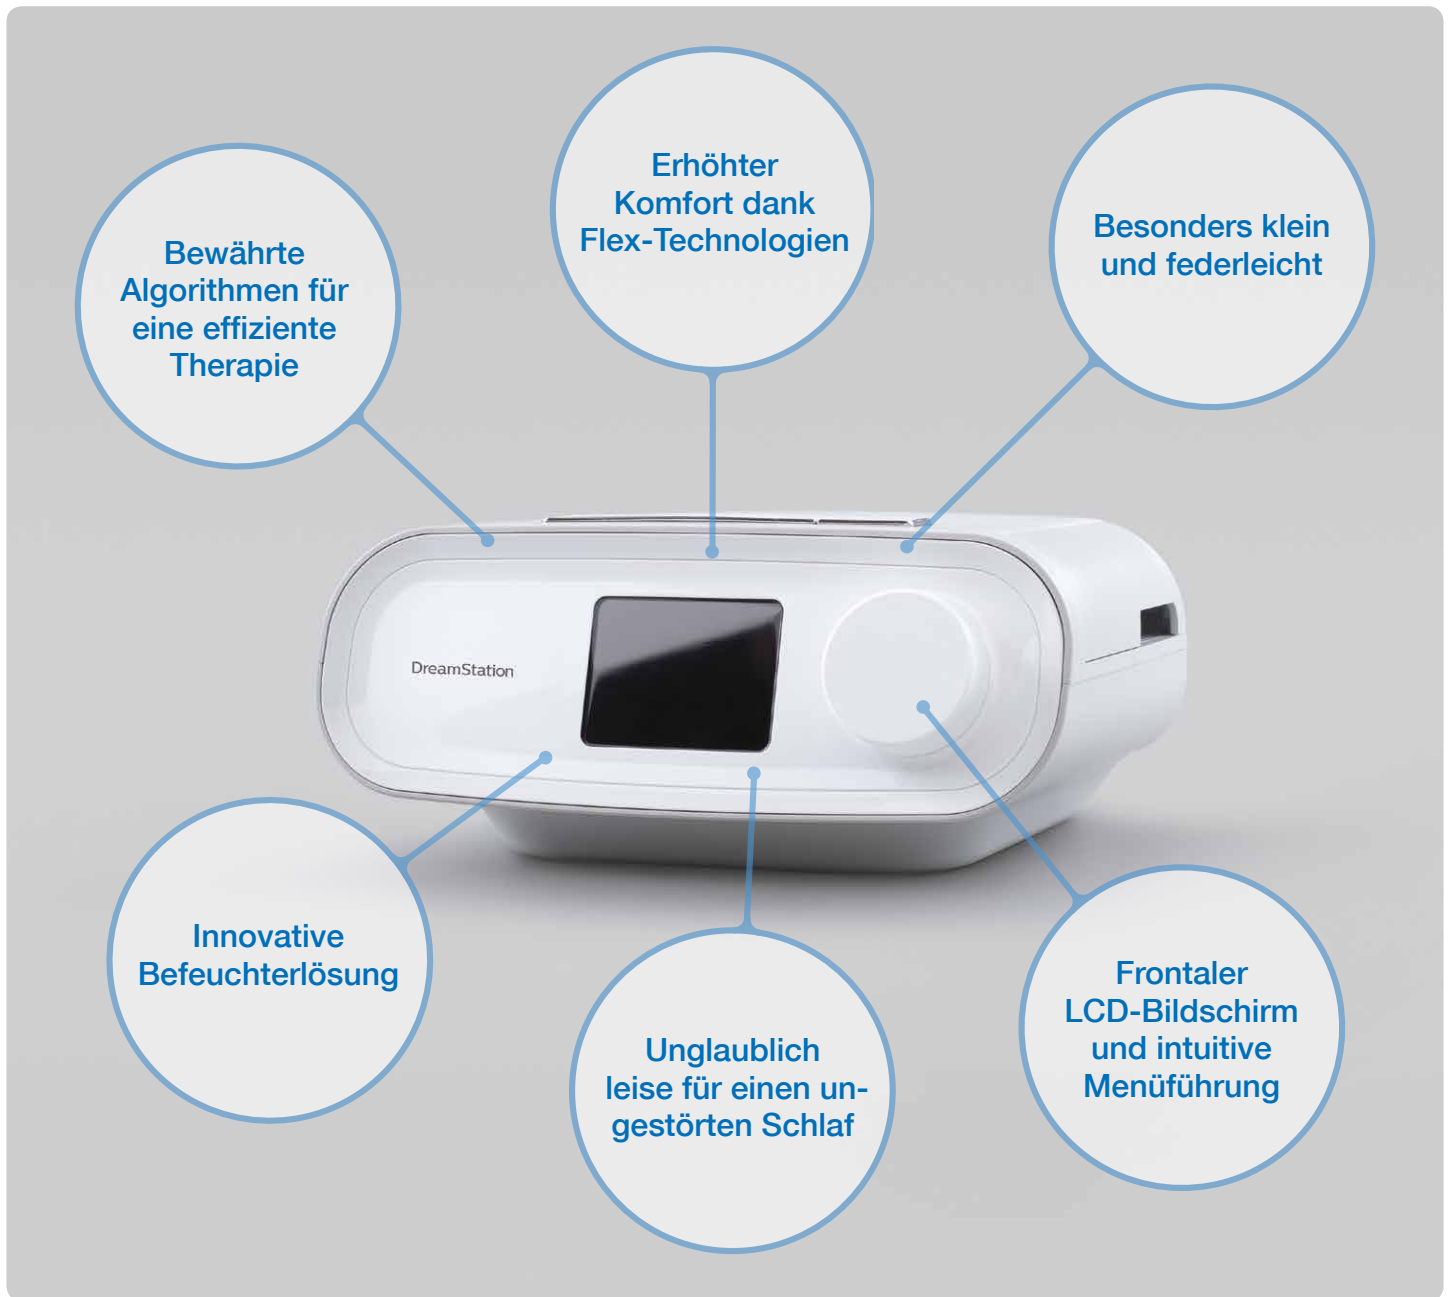 Erhöhter
Komfort dank
Flex-Technologien
Besonders klein
und federleicht
Bewährte
Algorithmen für
eine effiziente
Therapie
DreamStation
Innovative
Befeuchterlösung
Unglaublich
leise für einen un-
gestörten Schlaf
Frontaler
LCD-Bildschirm
und intuitive
Menüführung